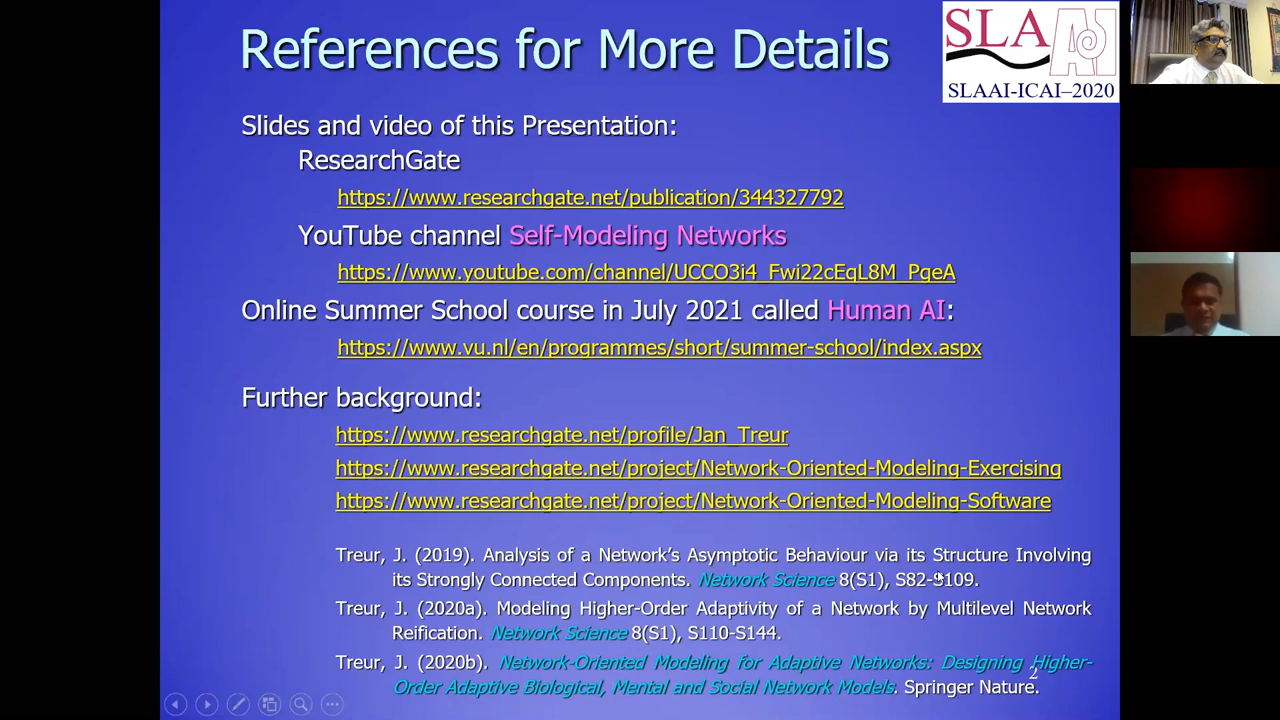 References for More Details
SLAAI
SLAAI-ICAI–2020
Slides and video of this Presentation:
ResearchGate
https://www.researchgate.net/publication/344327792
YouTube channel Self-Modeling Networks
https://www.youtube.com/channel/UCCO3i4_Fwi22cEqL8M_PgeA
Online Summer School course in July 2021 called Human AI:
https://www.vu.nl/en/programmes/short/summer-school/index.aspx
Further background:
https://www.researchgate.net/profile/Jan_Treur
https://www.researchgate.net/project/Network-Oriented-Modeling-Exercising
https://www.researchgate.net/project/Network-Oriented-Modeling-Software
Treur, J. (2019). Analysis of a Network’s Asymptotic Behaviour via its Structure Involving
its Strongly Connected Components. Network Science 8(S1), S82-S109.
Treur, J. (2020a). Modeling Higher-Order Adaptivity of a Network by Multilevel Network
Reification. Network Science 8(S1), S110-S144.
Treur, J. (2020b). Network-Oriented Modeling for Adaptive Networks: Designing Higher-
Order Adaptive Biological, Mental and Social Network Models. Springer Nature.
2